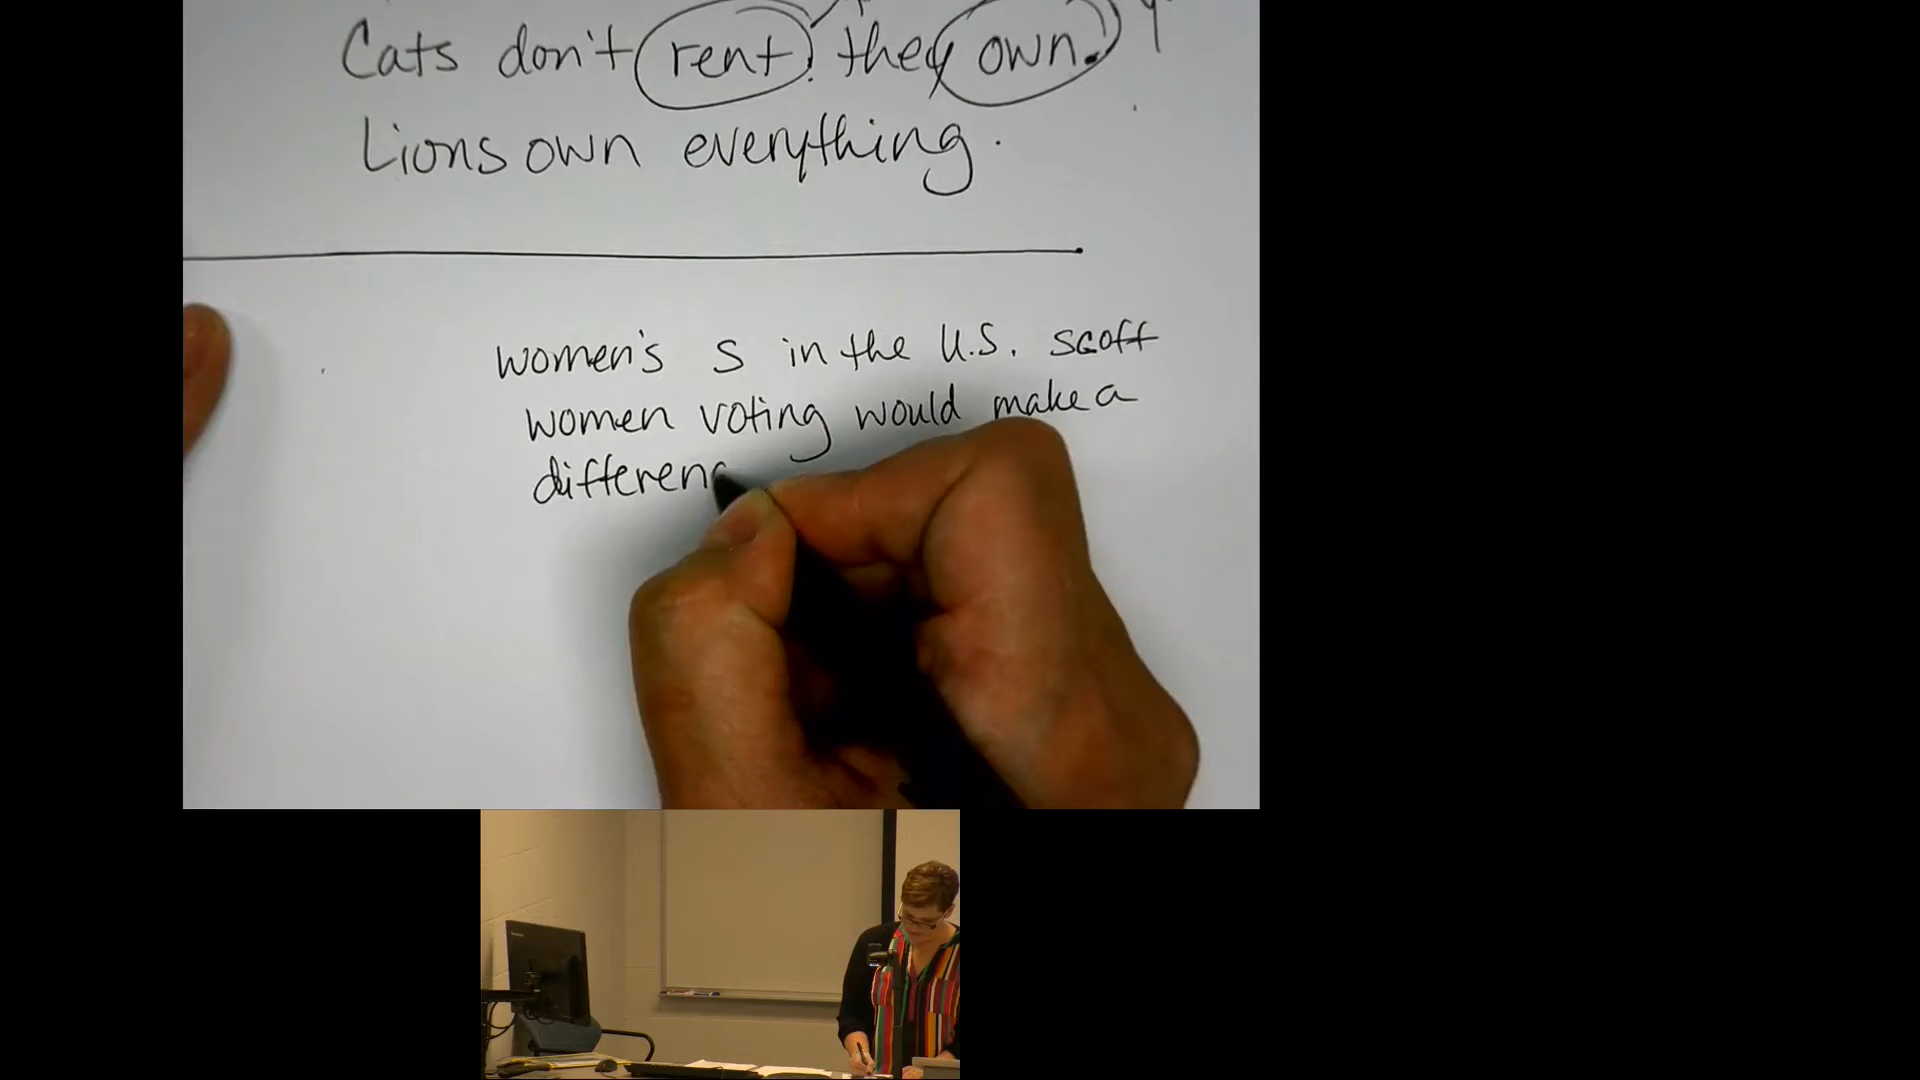 Cats don't rent. they own.
Lions own everything.
women's S in the U.S. scoff
women voting would make a
differenc